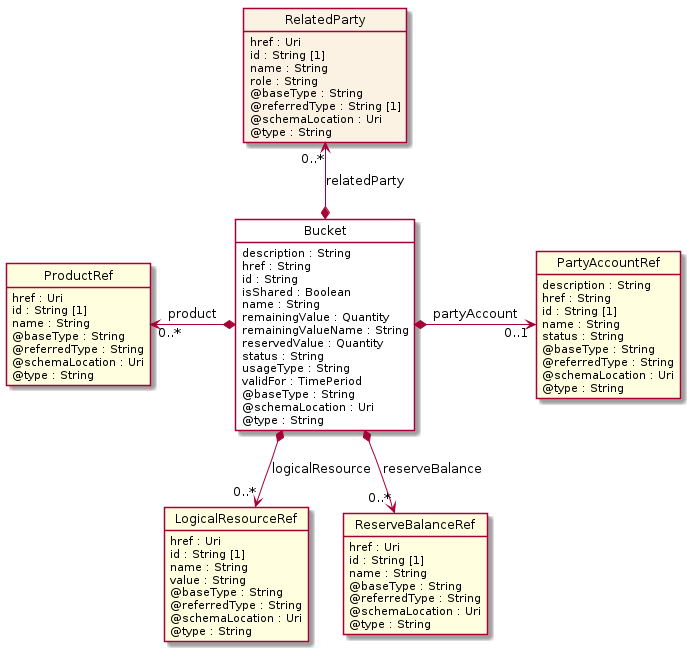 RelatedParty
href : Uri
id : String [1]
name : String
role : String
@baseType : String
@referredType : String [1]
@schemaLocation : Uri
@type : String
0..*
relatedParty
Bucket
description : String
href : String
id : String
isShared : Boolean
name : String
remainingValue : Quantity
remainingValueName : String
reservedValue : Quantity
status : String
usageType : String
validFor : TimePeriod
@baseType : String
@schemaLocation : Uri
@type : String
ProductRef
href : Uri
id : String [1]
name : String
@baseType : String
@referredType : String
@schemaLocation : Uri
@type : String
product
0..*
partyAccount
0..1
PartyAccountRef
description : String
href : String
id : String [1]
name : String
status : String
@baseType : String
@referredType : String
@schemaLocation : Uri
@type : String
logicalResource
0..*
reserveBalance
0..*
LogicalResourceRef
href : Uri
id : String [1]
name : String
value : String
@baseType : String
@referredType : String
@schemaLocation : Uri
@type : String
ReserveBalanceRef
href : Uri
id : String [1]
name : String
@baseType : String
@referredType : String
@schemaLocation : Uri
@type : String